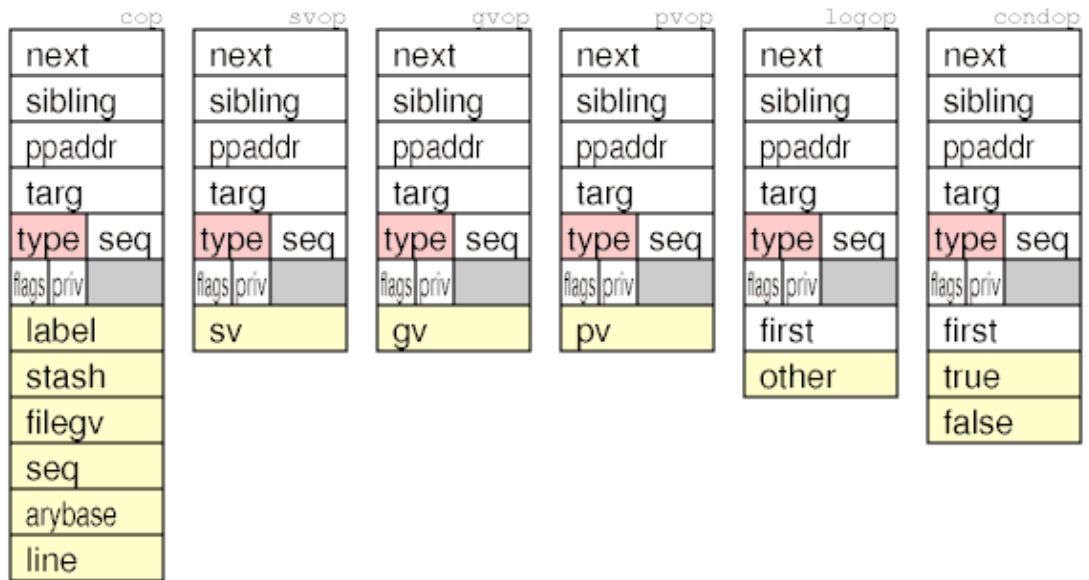 cop svop gvop pvop logop condop
next next next next next next
sibling sibling sibling sibling sibling sibling
ppaddr ppaddr ppaddr ppaddr ppaddr ppaddr
targ targ targ targ targ targ
type seq type seq type seq type seq type seq type seq
flags priv flags priv flags priv flags priv flags priv flags priv
label sv gv pv first first
stash other true
filegv false
seq
arybase
line